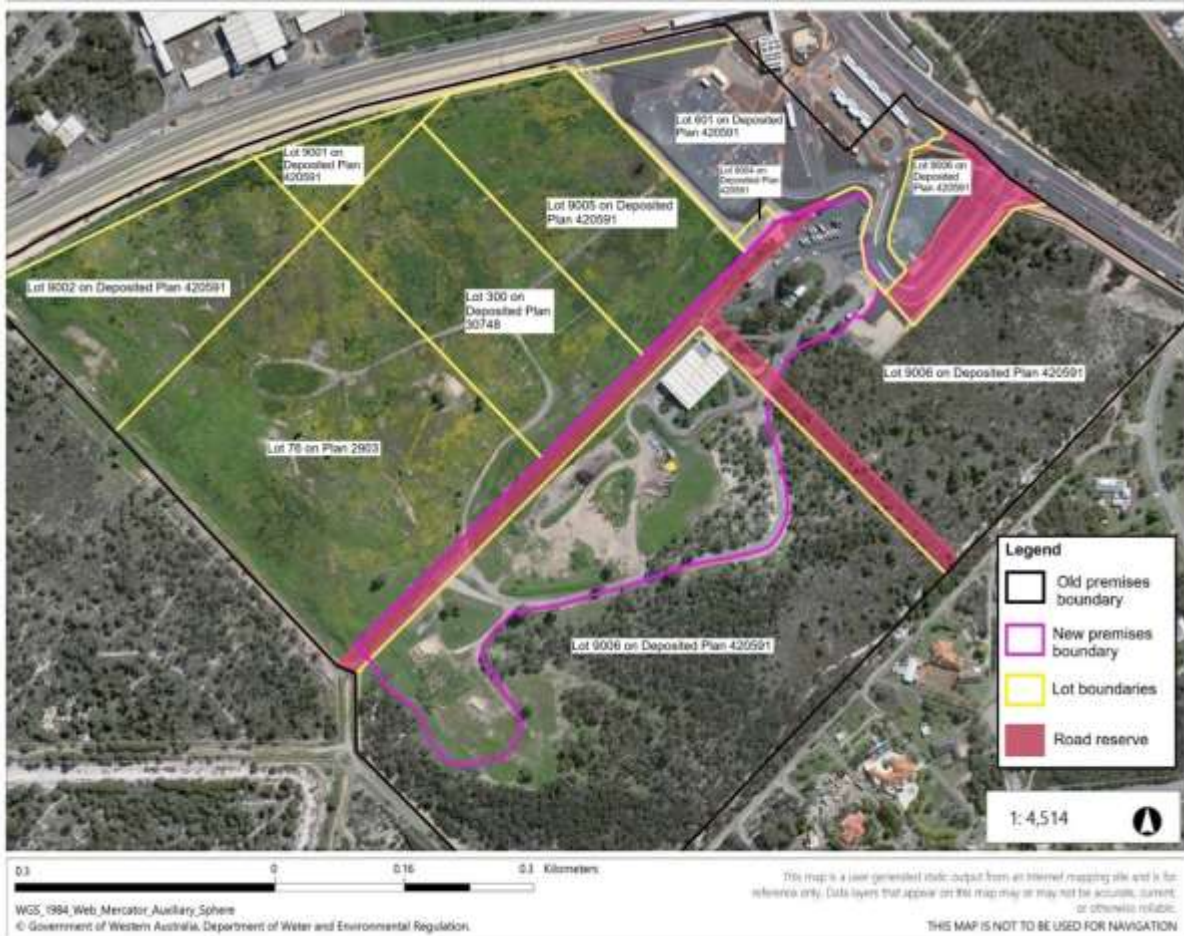 Lot 601 on Deposited
Plan 420591
Lot 9001 on
Deposited Plan
420591
Lot 9004 on
Deposited Plan
420591
Lot 9006 on
Deposited
Plan 420591
Lot 9005 on Deposited
Plan 420591
Lot 9002 on Deposited Plan 420591
Lot 300 on
Deposited Plan
30748
Lot 9006 on Deposited Plan 420591
Lot 76 on Plan 2903
Lot 9006 on Deposited Plan 420591
Legend
Old premises
boundary
New premises
boundary
Lot boundaries
Road reserve
1: 4,514
0.3 0 0.16 0.3 Kilometers
WGS_1984_Web_Mercator_Auxiliary_Sphere
© Government of Western Australia, Department of Water and Environmental Regulation.
This map is a user generated static output from an Internet mapping site and is for
reference only. Data layers that appear on this map may or may not be accurate, current,
or otherwise reliable.
THIS MAP IS NOT TO BE USED FOR NAVIGATION